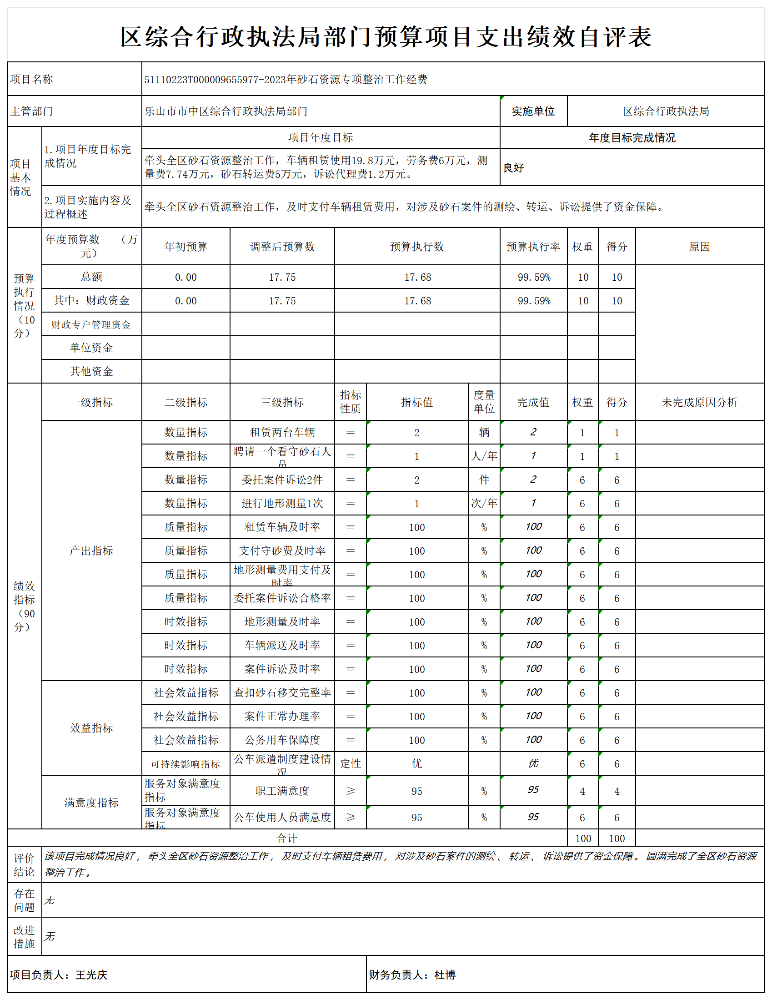 区综合行政执法局部门预算项目支出绩效自评表
项目名称 51110223T000009655977-2023年砂石资源专项整治工作经费
主管部门 乐山市市中区综合行政执法局部门 实施单位 区综合行政执法局
项目基本情况 1.项目年度目标完成情况 项目年度目标 年度目标完成情况
牵头全区砂石资源整治工作，车辆租赁使用19.8万元，劳务费6万元，测
量费7.74万元，砂石转运费5万元，诉讼代理费1.2万元。 良好
2.项目实施内容及过程概述 牵头全区砂石资源整治工作，及时支付车辆租赁费用，对涉及砂石案件的测绘、转运、诉讼提供了资金保障。
预算执行情况（10分） 年度预算数 （万元） 年初预算 调整后预算数 预算执行数 预算执行率 权重 得分 原因
总额 0.00 17.75 17.68 99.59% 10 10
其中：财政资金 0.00 17.75 17.68 99.59% 10 10
财政专户管理资金
单位资金
其他资金
绩效指标（90分） 一级指标 二级指标 三级指标 指标性质 指标值 度量单位 完成值 权重 得分 未完成原因分析
产出指标 数量指标 租赁两台车辆 ＝ 2 辆 2 1 1
数量指标 聘请一个看守砂石人员 ＝ 1 人/年 1 1 1
数量指标 委托案件诉讼2件 ＝ 2 件 2 6 6
数量指标 进行地形测量1次 ＝ 1 次/年 1 6 6
质量指标 租赁车辆及时率 ＝ 100 % 100 6 6
质量指标 支付守砂费及时率 ＝ 100 % 100 6 6
质量指标 地形测量费用支付及时率 ＝ 100 % 100 6 6
质量指标 委托案件诉讼合格率 ＝ 100 % 100 6 6
时效指标 地形测量及时率 ＝ 100 % 100 6 6
时效指标 车辆派送及时率 ＝ 100 % 100 6 6
时效指标 案件诉讼及时率 ＝ 100 % 100 6 6
效益指标 社会效益指标 查扣砂石移交完整率 ＝ 100 % 100 6 6
社会效益指标 案件正常办理率 ＝ 100 % 100 6 6
社会效益指标 公务用车保障度 ＝ 100 % 100 6 6
可持续影响指标 公车派遣制度建设情况 定性 优 优 6 6
满意度指标 服务对象满意度指标 职工满意度 ≥ 95 % 95 4 4
服务对象满意度指标 公车使用人员满意度 ≥ 95 % 95 6 6
合计 100 100
评价结论 该项目完成情况良好，牵头全区砂石资源整治工作，及时支付车辆租赁费用，对涉及砂石案件的测绘、转运、诉讼提供了资金保障。圆满完成了全区砂石资源
整治工作。
存在问题 无
改进措施 无
项目负责人：王光庆 财务负责人：杜博